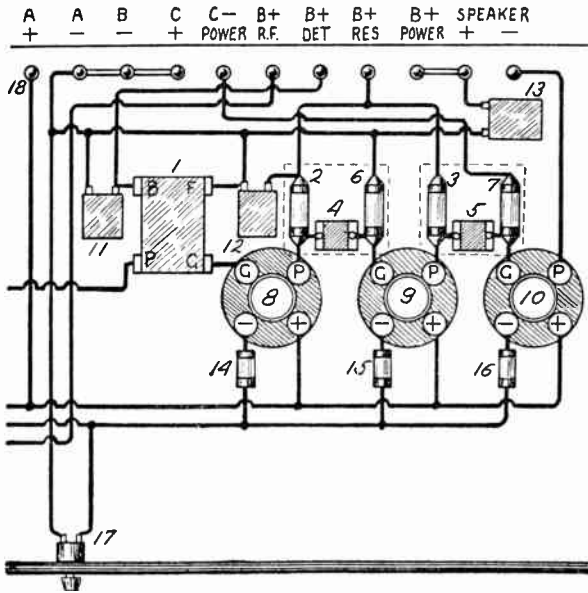 A A B C C- B+ B+ B+ B+ SPEAKER
+ - - + POWER R.F. DET RES POWER + -
18 13
1 2 6 3 7
B F
4 5
11 12
P G
G P G P G P
8 9 10
- + - + - +
14 15 16
17